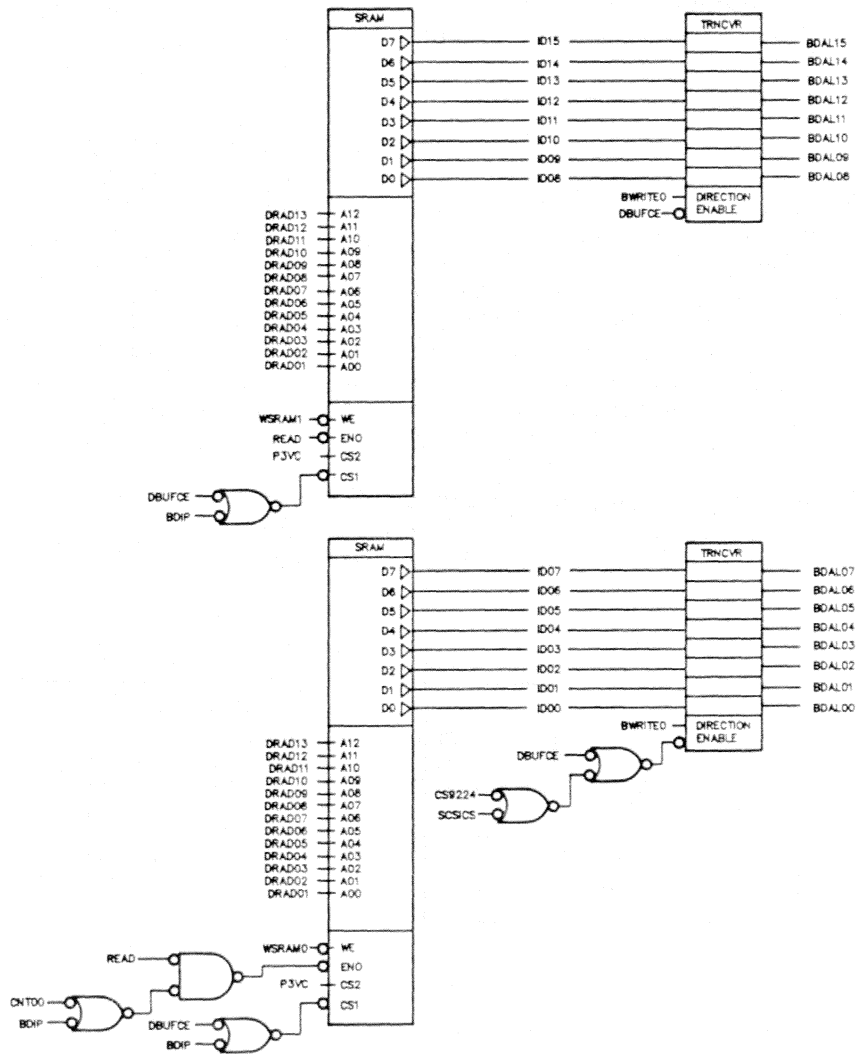 SRAM
TRNCVR
D7 ID15 BDAL15
D6 ID14 BDAL14
D5 ID13 BDAL13
D4 ID12 BDAL12
D3 ID11 BDAL11
D2 ID10 BDAL10
D1 ID09 BDAL09
D0 ID08 BDAL08
BWRITE0 DIRECTION
DBUFCE ENABLE
DRAD13 A12
DRAD12 A11
DRAD11 A10
DRAD10 A09
DRAD09 A08
DRAD08 A07
DRAD07 A06
DRAD06 A05
DRAD05 A04
DRAD04 A03
DRAD03 A02
DRAD02 A01
DRAD01 A00
WSRAM1 WE
READ ENO
P3VC CS2
CS1
DBUFCE
BDIP
SRAM
TRNCVR
D7 ID07 BDAL07
D6 ID06 BDAL06
D5 ID05 BDAL05
D4 ID04 BDAL04
D3 ID03 BDAL03
D2 ID02 BDAL02
D1 ID01 BDAL01
D0 ID00 BDAL00
BWRITE0 DIRECTION
ENABLE
DBUFCE
CS9224
SCSICS
DRAD13 A12
DRAD12 A11
DRAD11 A10
DRAD10 A09
DRAD09 A08
DRAD08 A07
DRAD07 A06
DRAD06 A05
DRAD05 A04
DRAD04 A03
DRAD03 A02
DRAD02 A01
DRAD01 A00
WSRAM0 WE
READ
ENO
P3VC CS2
CNTD0
BDIP
CS1
DBUFCE
BDIP